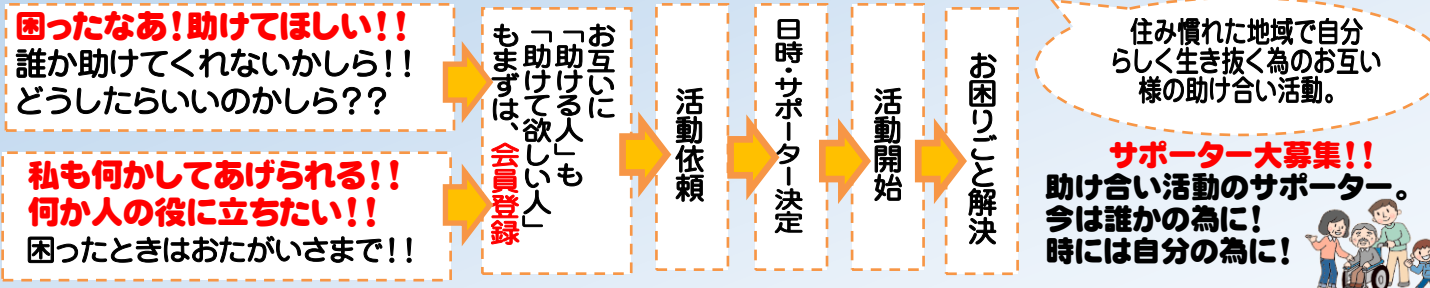 困ったなあ！助けてほしい！！
誰か助けてくれないかしら！！
どうしたらいいのかしら？？
私も何かしてあげられる！！
何か人の役に立ちたい！！
困ったときはおたがいさまで！！
お互いに
「助ける人」も
「助けて欲しい人」
もまずは、会員登録
活動依頼
日時・サポーター決定
活動開始
お困りごと解決
住み慣れた地域で自分
らしく生き抜く為のお互い
様の助け合い活動。
サポーター大募集！！
助け合い活動のサポーター。
今は誰かの為に！
時には自分の為に！